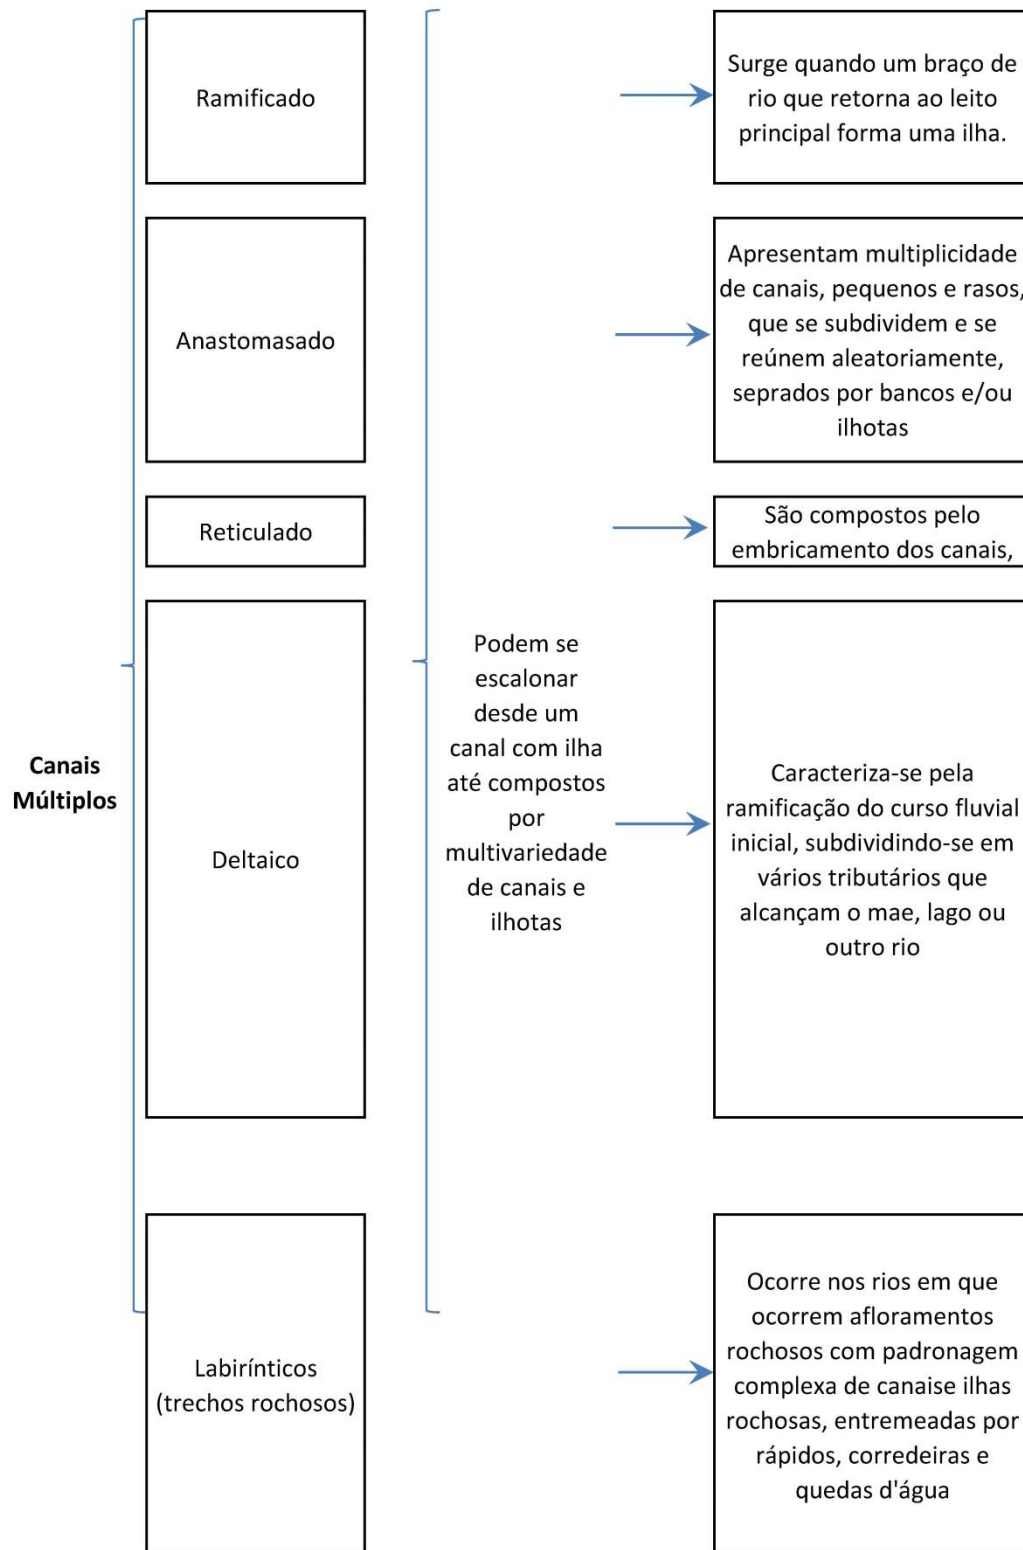 Canais
Múltiplos
Ramificado
Anastomasado
Reticulado
Deltaico
Labirínticos
(trechos rochosos)
Podem se
escalonar
desde um
canal com ilha
até compostos
por
multivariedade
de canais e
ilhotas
Surge quando um braço de
rio que retorna ao leito
principal forma uma ilha.
Apresentam multiplicidade
de canais, pequenos e rasos,
que se subdividem e se
reúnem aleatoriamente,
seprados por bancos e/ou
ilhotas
São compostos pelo
embricamento dos canais,
Caracteriza-se pela
ramificação do curso fluvial
inicial, subdividindo-se em
vários tributários que
alcançam o mae, lago ou
outro rio
Ocorre nos rios em que
ocorrem afloramentos
rochosos com padronagem
complexa de canaise ilhas
rochosas, entremeadas por
rápidos, corredeiras e
quedas d'água